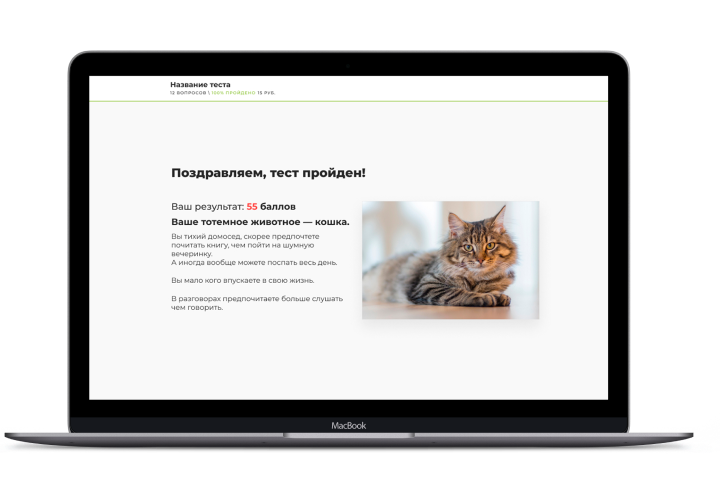 Название теста
12 ВОПРОСОВ \ 100% ПРОЙДЕНО 15 РУБ.
Поздравляем, тест пройден!
Ваш результат: 55 баллов
Ваше тотемное животное — кошка.
Вы тихий домосед, скорее предпочтете
почитать книгу, чем пойти на шумную
вечеринку.
А иногда вообще можете поспать весь день.
Вы мало кого впускаете в свою жизнь.
В разговорах предпочитаете больше слушать
чем говорить.
MacBook